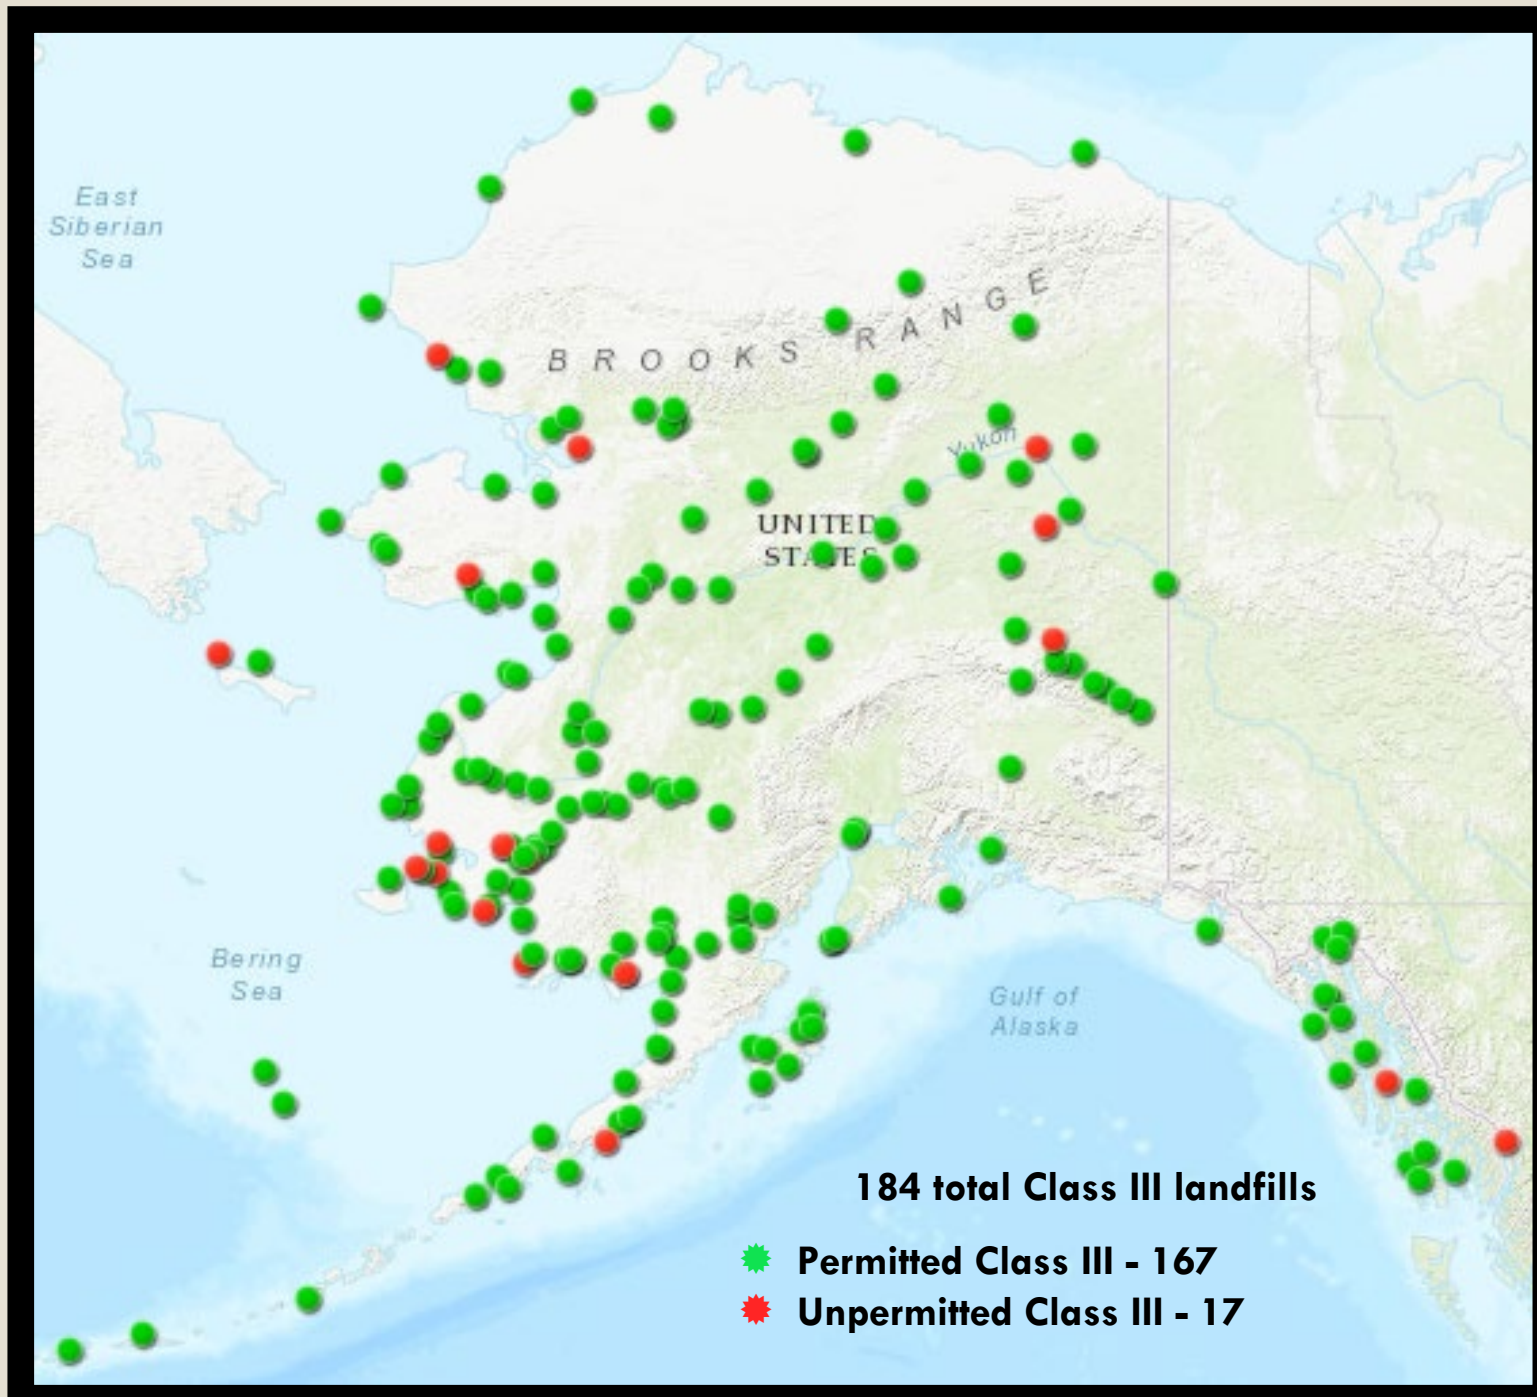 East
Siberian
Sea
BROOKS RANGE
Yukon
UNITED
STATES
Bering
Sea
Gulf of
Alaska
184 total Class III landfills
Permitted Class III - 167
Unpermitted Class III - 17